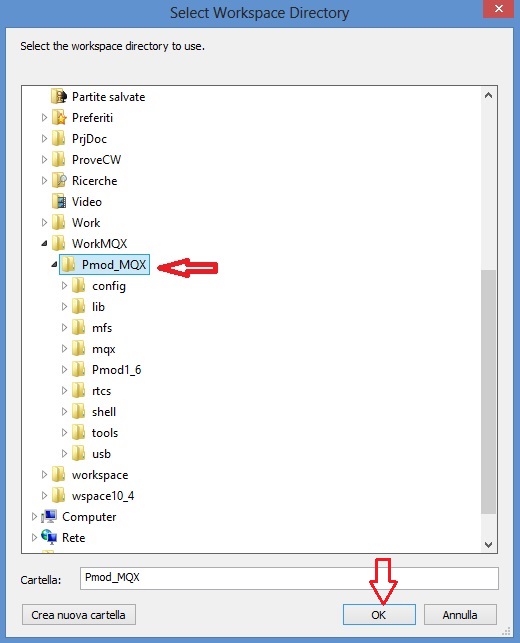 Select Workspace Directory
Select the workspace directory to use.
Partite salvate
Preferiti
PrjDoc
ProveCW
Ricerche
Video
Work
WorkMQX
Pmod_MQX
config
lib
mfs
mqx
Pmod1_6
rtcs
shell
tools
usb
workspace
wspace10_4
Computer
Rete
Cartella: Pmod_MQX
Crea nuova cartella OK Annulla